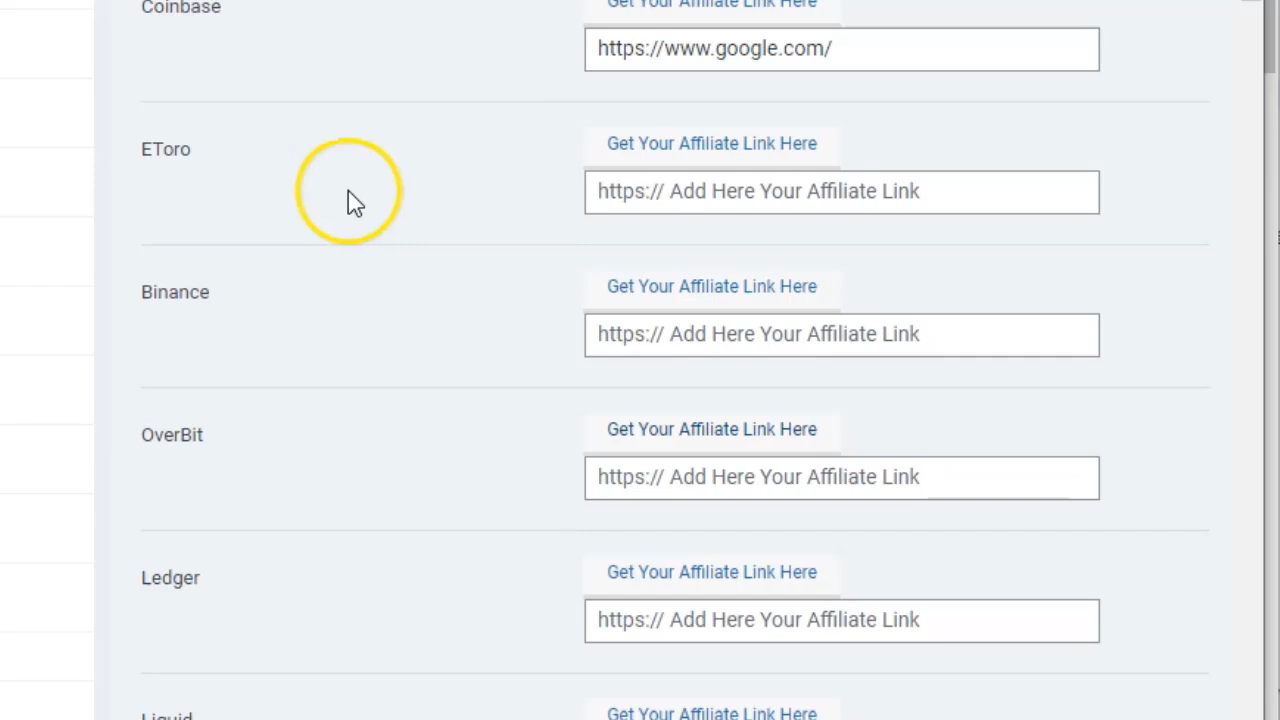 Coinbase
Get Your Affiliate Link Here
https://www.google.com/
EToro
Get Your Affiliate Link Here
https:// Add Here Your Affiliate Link
Binance
Get Your Affiliate Link Here
https:// Add Here Your Affiliate Link
OverBit
Get Your Affiliate Link Here
https:// Add Here Your Affiliate Link
Ledger
Get Your Affiliate Link Here
https:// Add Here Your Affiliate Link
Liquid
Get Your Affiliate Link Here